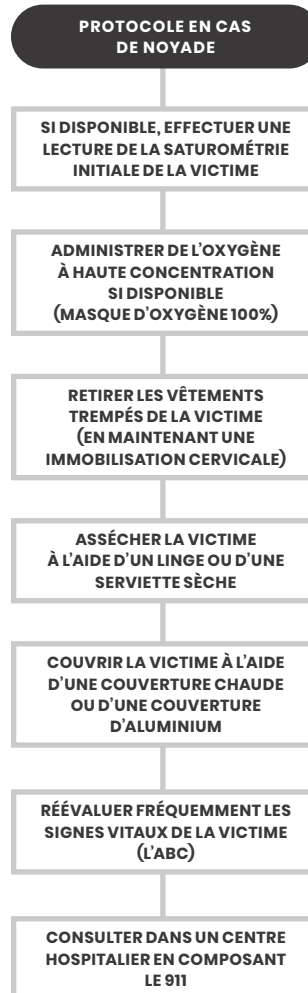 PROTOCOLE EN CAS
DE NOYADE
SI DISPONIBLE, EFFECTUER UNE
LECTURE DE LA SATUROMÉTRIE
INITIALE DE LA VICTIME
ADMINISTRER DE L'OXYGÈNE
À HAUTE CONCENTRATION
SI DISPONIBLE
(MASQUE D'OXYGÈNE 100%)
RETIRER LES VÊTEMENTS
TREMPÉS DE LA VICTIME
(EN MAINTENANT UNE
IMMOBILISATION CERVICALE)
ASSÉCHER LA VICTIME
À L'AIDE D'UN LINGE OU D'UNE
SERVIETTE SÈCHE
COUVRIR LA VICTIME À L'AIDE
D'UNE COUVERTURE CHAUDE
OU D'UNE COUVERTURE
D'ALUMINIUM
RÉÉVALUER FRÉQUEMMENT LES
SIGNES VITAUX DE LA VICTIME
(L'ABC)
CONSULTER DANS UN CENTRE
HOSPITALIER EN COMPOSANT
LE 911